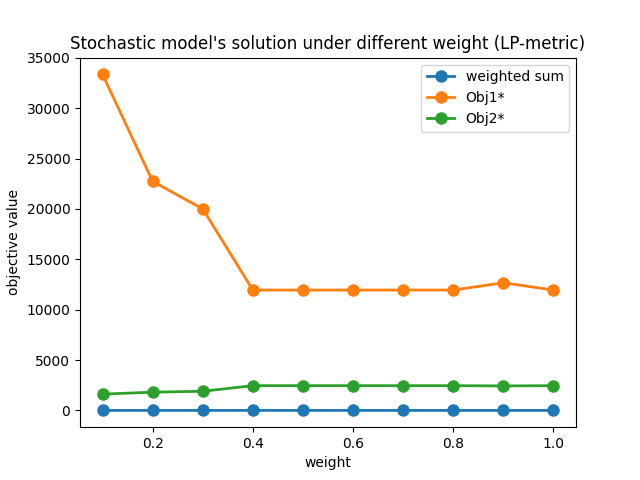 Stochastic model's solution under different weight (LP-metric)
35000
30000
25000
20000
15000
10000
5000
0
objective value
weighted sum
Obj1*
Obj2*
0.2
0.4
0.6
0.8
1.0
weight